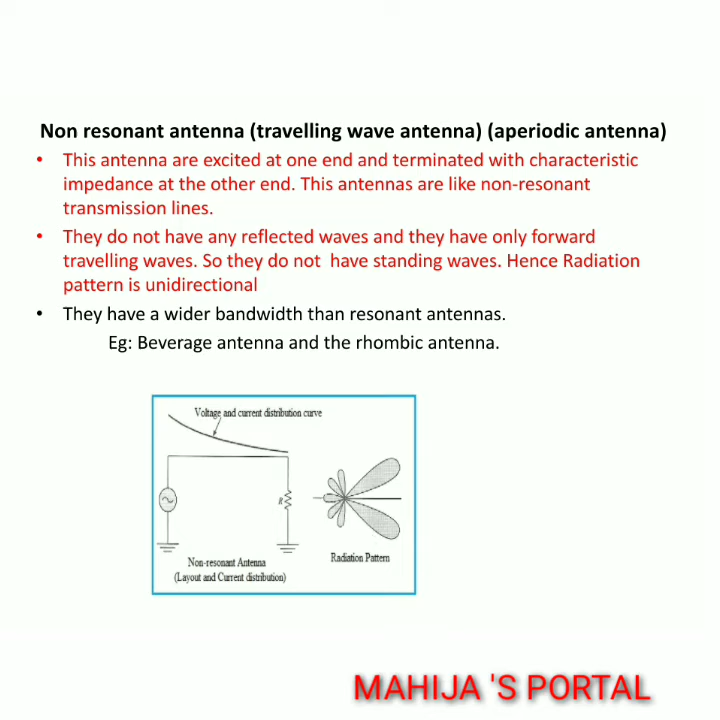 Non resonant antenna (travelling wave antenna) (aperiodic antenna)
• This antenna are excited at one end and terminated with characteristic
impedance at the other end. This antennas are like non-resonant
transmission lines.
• They do not have any reflected waves and they have only forward
travelling waves. So they do not have standing waves. Hence Radiation
pattern is unidirectional
• They have a wider bandwidth than resonant antennas.
Eg: Beverage antenna and the rhombic antenna.
Voltage and current distribution curve
R
Non-resonant Antenna
(Layout and Current distribution)
Radiation Pattern
MAHIJA 'S PORTAL